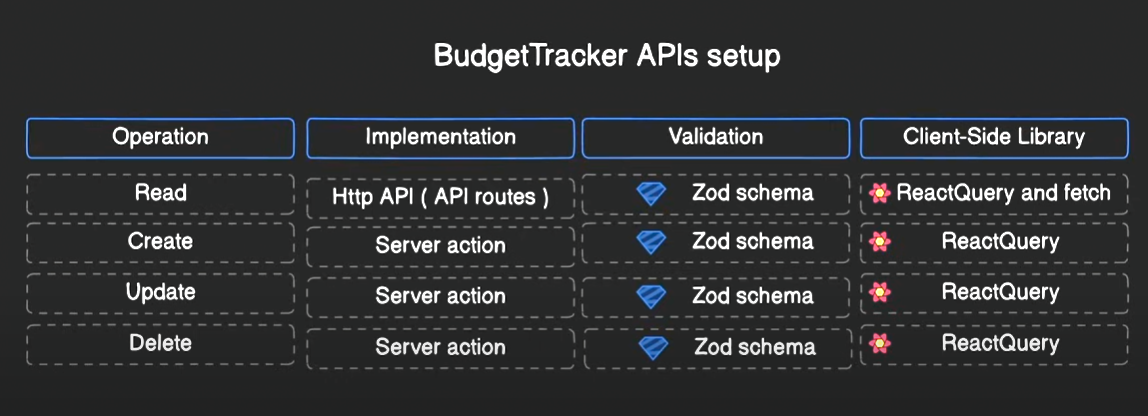 BudgetTracker APIs setup
Operation Implementation Validation Client-Side Library
Read Http API ( API routes ) Zod schema ReactQuery and fetch
Create Server action Zod schema ReactQuery
Update Server action Zod schema ReactQuery
Delete Server action Zod schema ReactQuery